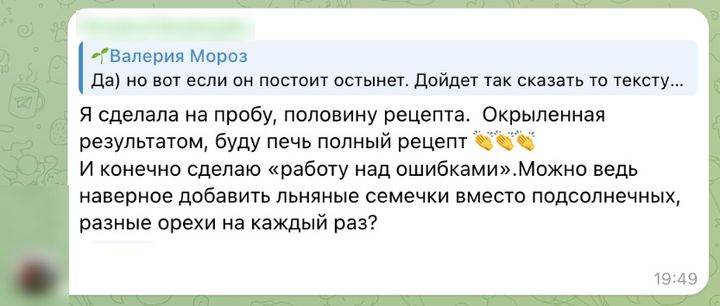 Валерия Мороз
Да) но вот если он постоит остынет. Дойдет так сказать то тексту...
Я сделала на пробу, половину рецепта. Окрыленная
результатом, буду печь полный рецепт 👏👏👏
И конечно сделаю «работу над ошибками».Можно ведь
наверное добавить льняные семечки вместо подсолнечных,
разные орехи на каждый раз?
19:49